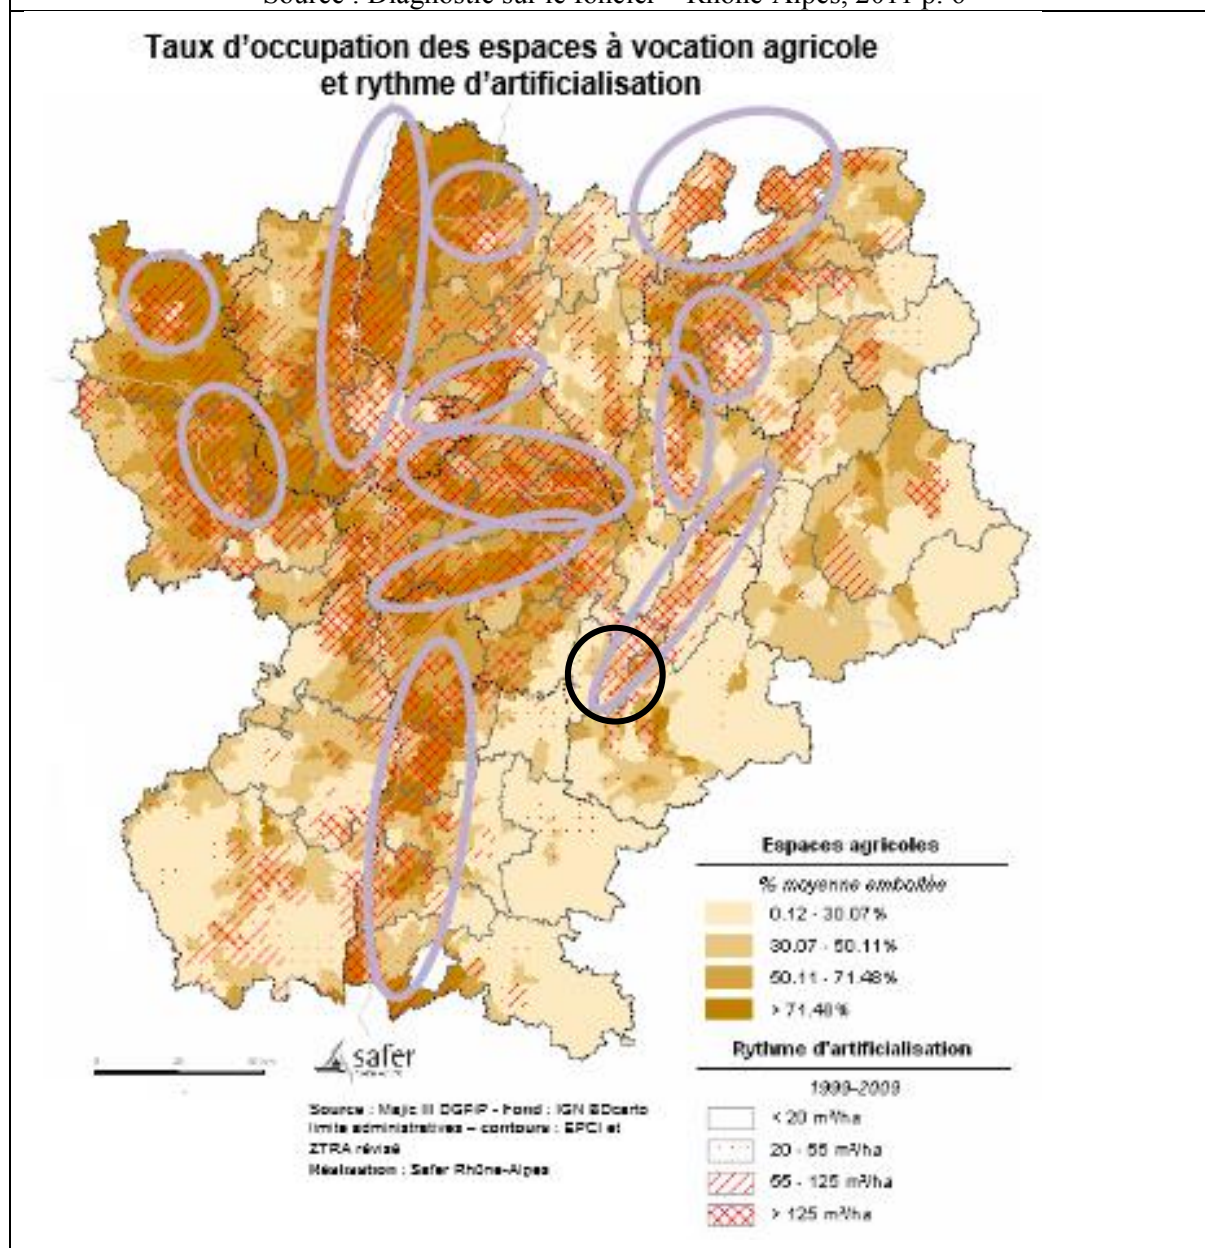 Source : Diagnostic sur le foncier – Rhône-Alpes, 2011 p. 6
Taux d'occupation des espaces à vocation agricole
et rythme d'artificialisation
Espaces agricoles
% moyenne emboîtée
0.12 - 30.07%
30.07 - 50.11%
50.11 - 71.48%
> 71.48%
Rythme d'artificialisation
1999-2009
< 20 m²/ha
20 - 55 m²/ha
55 - 125 m²/ha
> 125 m²/ha
safer
Source : Majic III DGFiP - Fond : IGN BDcarto
limite administratives – contours : EPCI et
ZTRA révisé
Réalisation : Safer Rhône-Alpes